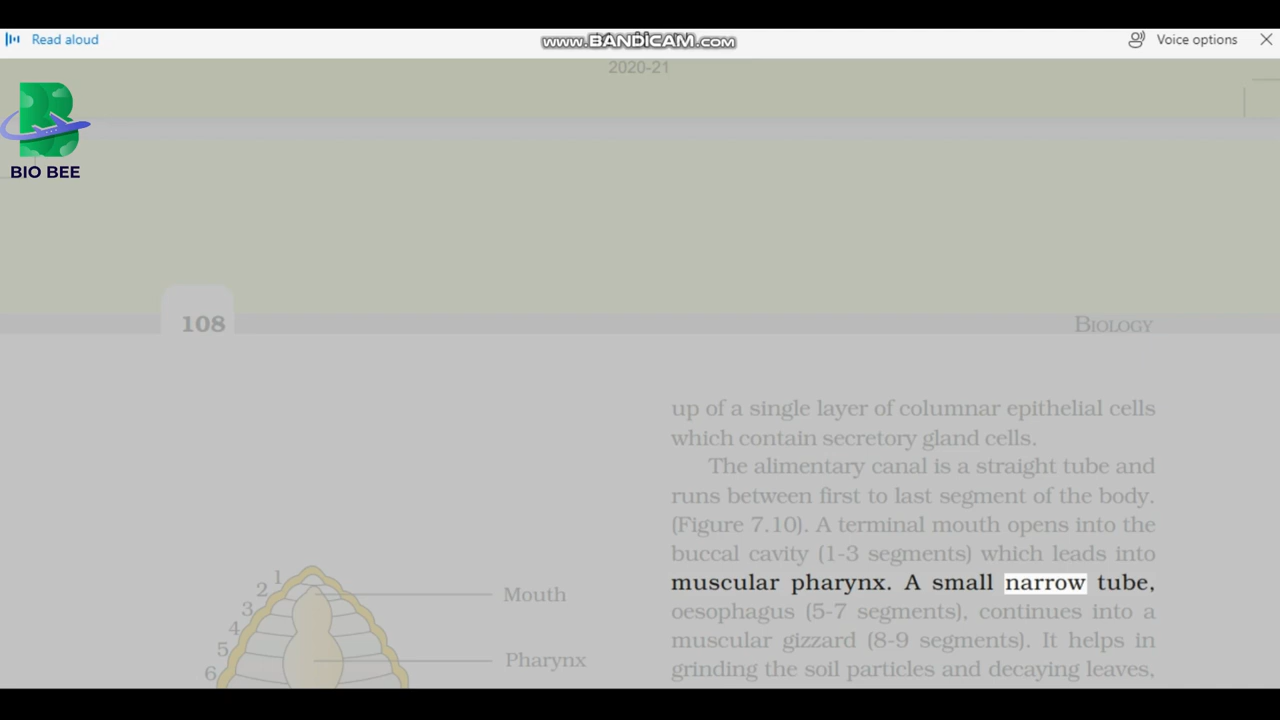 Read aloud
www.BANDICAM.com
Voice options
2020-21
BIO BEE
108
BIOLOGY
up of a single layer of columnar epithelial cells
which contain secretory gland cells.
The alimentary canal is a straight tube and
runs between first to last segment of the body.
(Figure 7.10). A terminal mouth opens into the
buccal cavity (1-3 segments) which leads into
muscular pharynx. A small narrow tube,
oesophagus (5-7 segments), continues into a
muscular gizzard (8-9 segments). It helps in
grinding the soil particles and decaying leaves,
1
2
3
4
5
6
Mouth
Pharynx